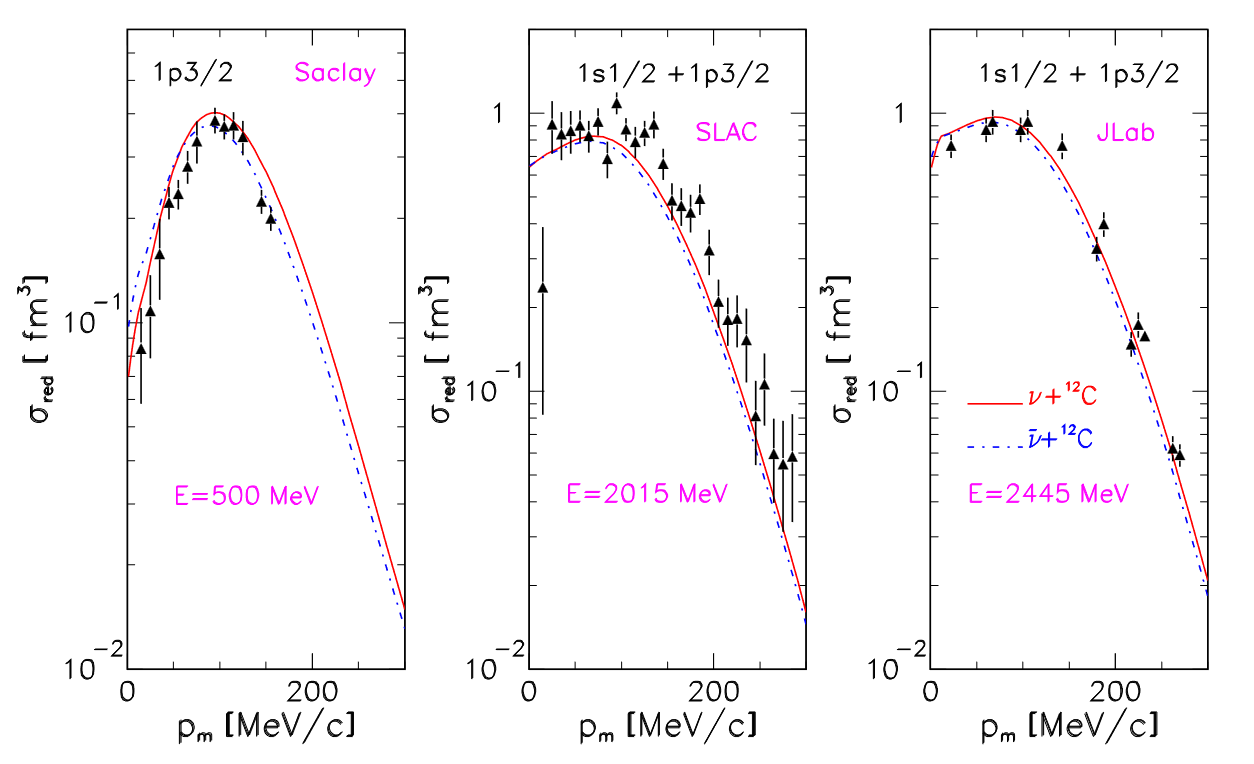 1p3/2
Saclay
E=500 MeV
σred [ fm³]
10⁻¹
10⁻²
0
200
pm [MeV/c]
1s1/2 +1p3/2
SLAC
E=2015 MeV
σred [ fm³]
1
10⁻¹
10⁻²
0
200
pm [MeV/c]
1s1/2 + 1p3/2
JLab
ν+¹²C
ν̄+¹²C
E=2445 MeV
σred [ fm³]
1
10⁻¹
10⁻²
0
200
pm [MeV/c]